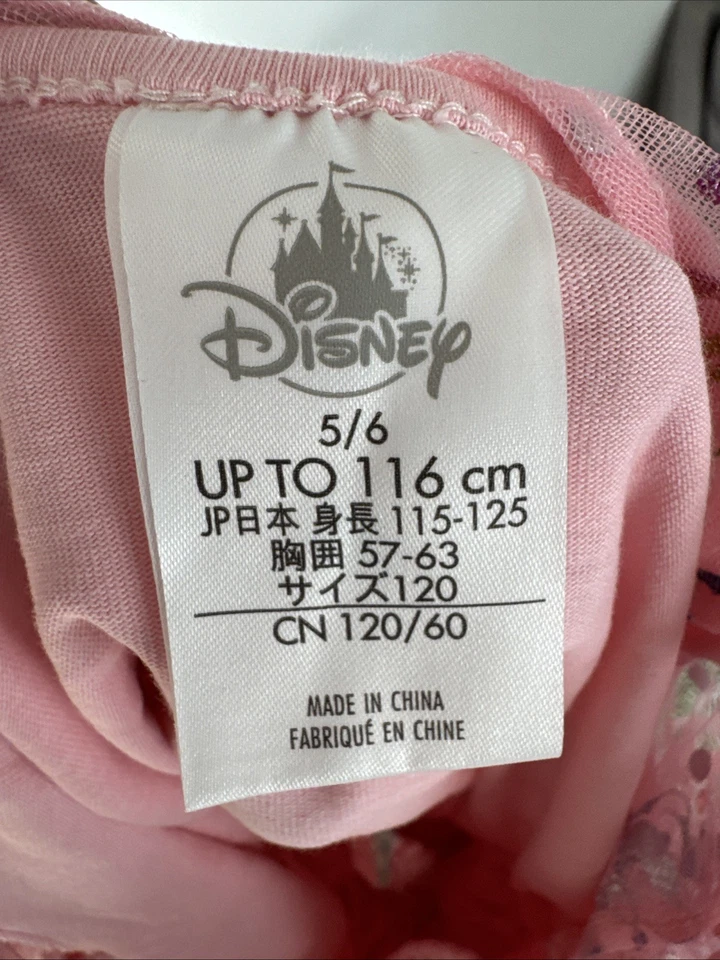 Disney
5/6
UP TO 116 cm
JP日本 身長 115-125
胸囲 57-63
サイズ120
CN 120/60
MADE IN CHINA
FABRIQUÉ EN CHINE